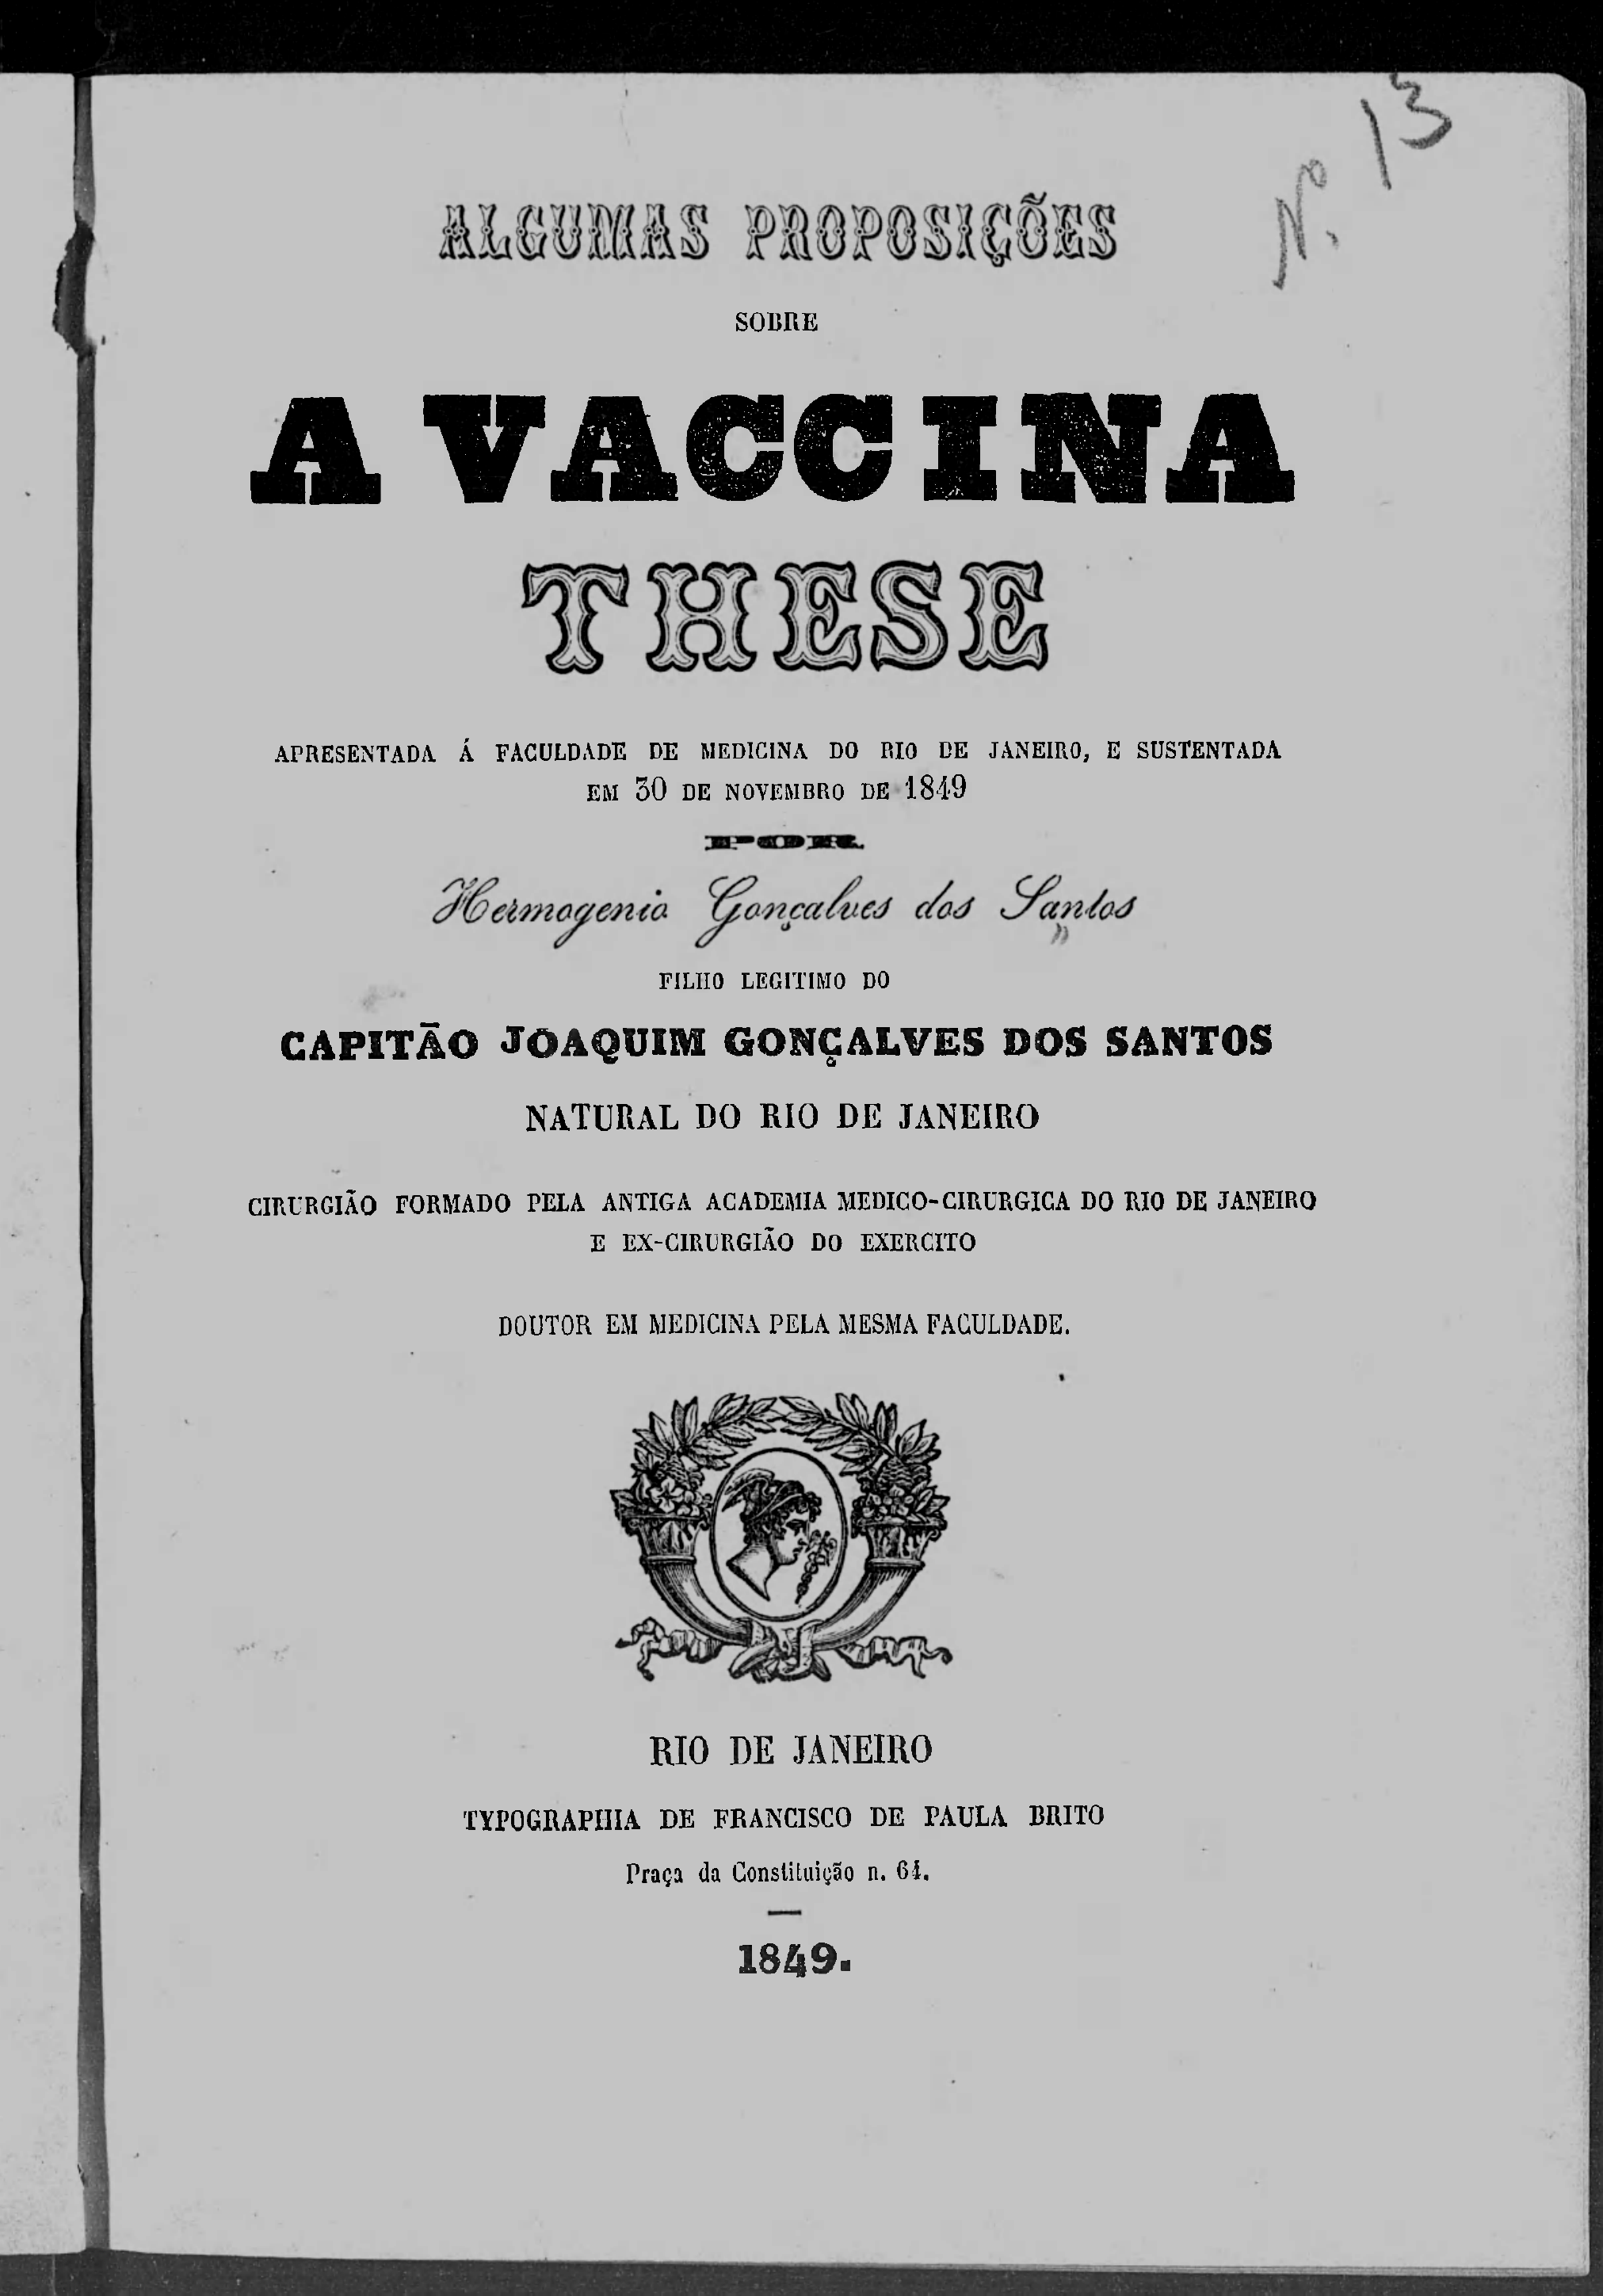 N.º 13
ALGUMAS PROPOSIÇÕES
SOBRE
A VACCINA
THESE
APRESENTADA Á FACULDADE DE MEDICINA DO RIO DE JANEIRO, E SUSTENTADA
EM 30 DE NOVEMBRO DE 1849
POR
Hermogenio Gonçalves dos Santos
FILHO LEGITIMO DO
CAPITÃO JOAQUIM GONÇALVES DOS SANTOS
NATURAL DO RIO DE JANEIRO
CIRURGIÃO FORMADO PELA ANTIGA ACADEMIA MEDICO-CIRURGICA DO RIO DE JANEIRO
E EX-CIRURGIÃO DO EXERCITO
DOUTOR EM MEDICINA PELA MESMA FACULDADE.
RIO DE JANEIRO
TYPOGRAPHIA DE FRANCISCO DE PAULA BRITO
Praça da Constituição n. 64.
1849.